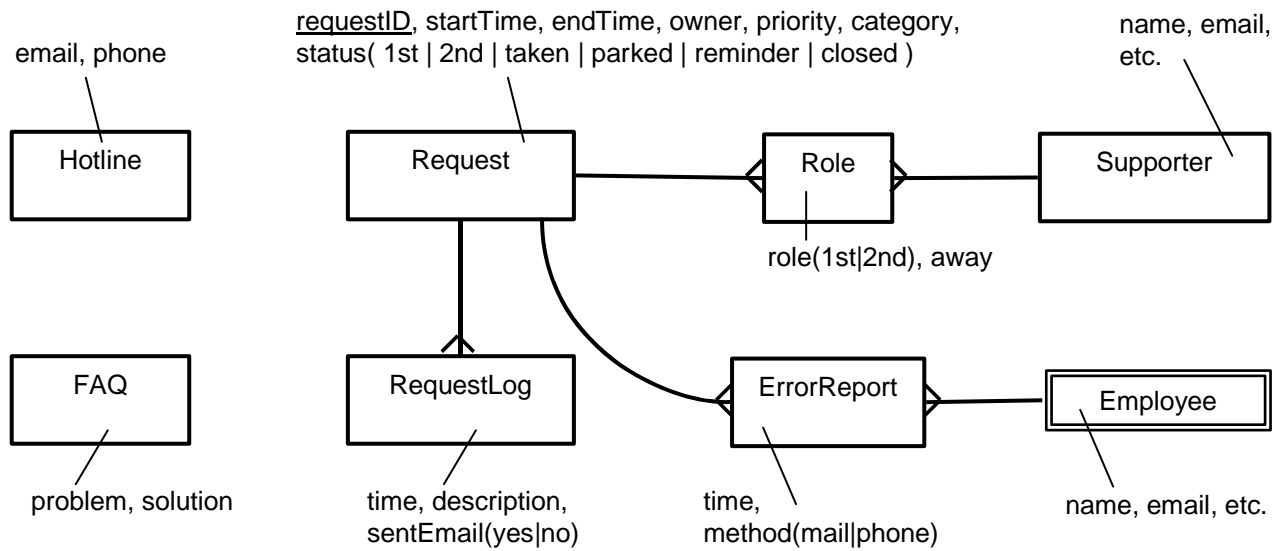 requestID, startTime, endTime, owner, priority, category,
status( 1st | 2nd | taken | parked | reminder | closed )
name, email,
etc.
email, phone
Hotline
Request
Role
Supporter
role(1st|2nd), away
FAQ
RequestLog
ErrorReport
Employee
problem, solution
time, description,
sentEmail(yes|no)
time,
method(mail|phone)
name, email, etc.